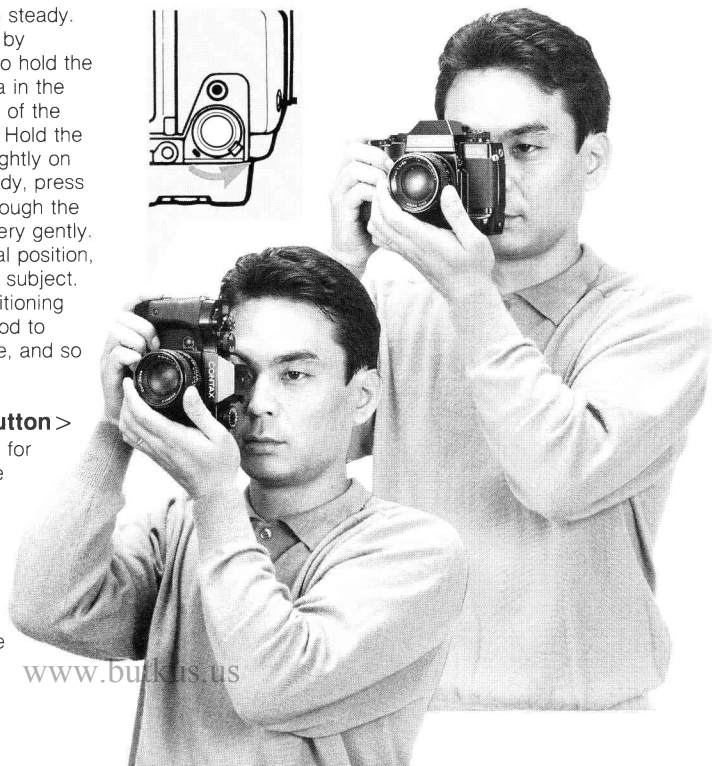 steady.
by
o hold the
a in the
of the
Hold the
ghtly on
dy, press
ough the
ery gently.
al position,
subject.
itioning
od to
e, and so
utton>
for
e
e
CONTAX
www.butkus.us